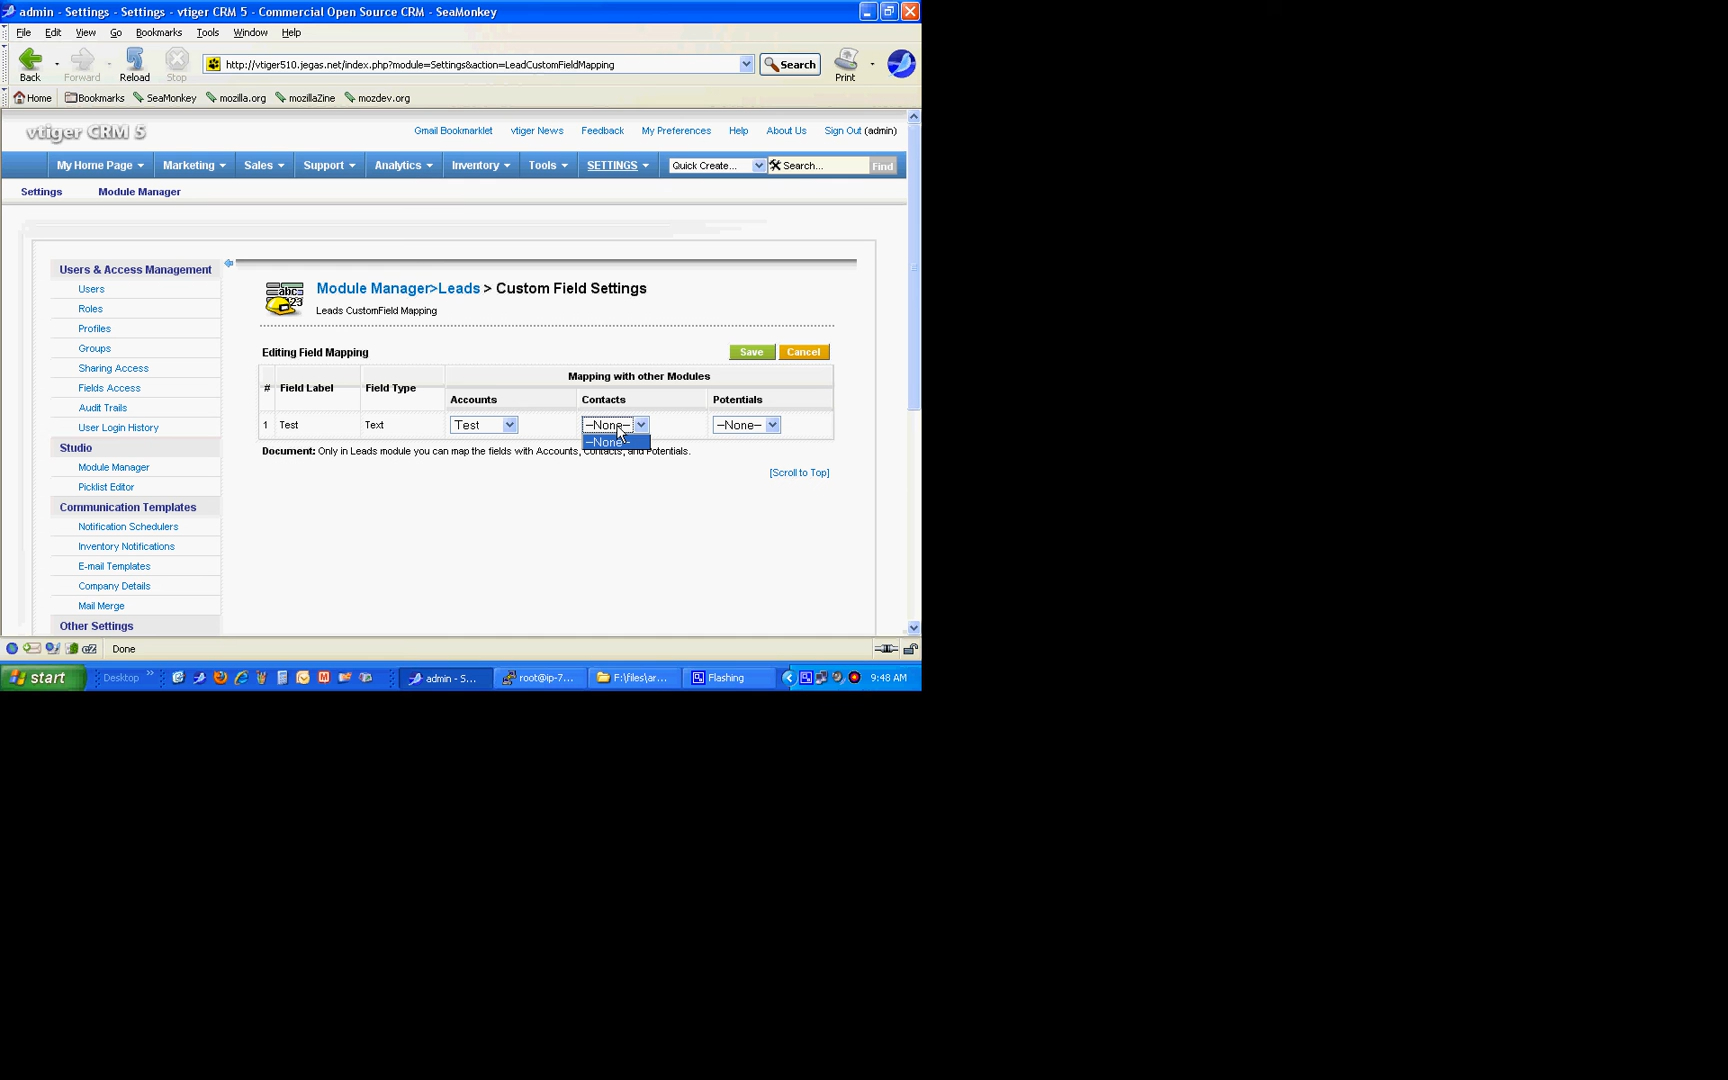 admin - Settings - Settings - vtiger CRM 5 - Commercial Open Source CRM - SeaMonkey
File Edit View Go Bookmarks Tools Window Help
Back Forward Reload Stop http://vtiger510.jegas.net/index.php?module=Settings&action=LeadCustomFieldMapping Search Print
Home Bookmarks SeaMonkey mozilla.org mozillaZine mozdev.org
vtiger CRM 5 Gmail Bookmarklet vtiger News Feedback My Preferences Help About Us Sign Out (admin)
My Home Page Marketing Sales Support Analytics Inventory Tools SETTINGS Quick Create... Search... Find
Settings Module Manager
Users & Access Management
Users
Roles
Profiles
Groups
Sharing Access
Fields Access
Audit Trails
User Login History
Studio
Module Manager
Picklist Editor
Communication Templates
Notification Schedulers
Inventory Notifications
E-mail Templates
Company Details
Mail Merge
Other Settings
abc
Module Manager>Leads > Custom Field Settings
Leads CustomField Mapping
Editing Field Mapping Save Cancel
# Field Label Field Type Mapping with other Modules
Accounts Contacts Potentials
1 Test Text Test --None-- --None--
--None--
Document: Only in Leads module you can map the fields with Accounts, Contacts, and Potentials.
[Scroll to Top]
Done
start Desktop » admin - S... root@ip-7... F:\files\ar... Flashing 9:48 AM